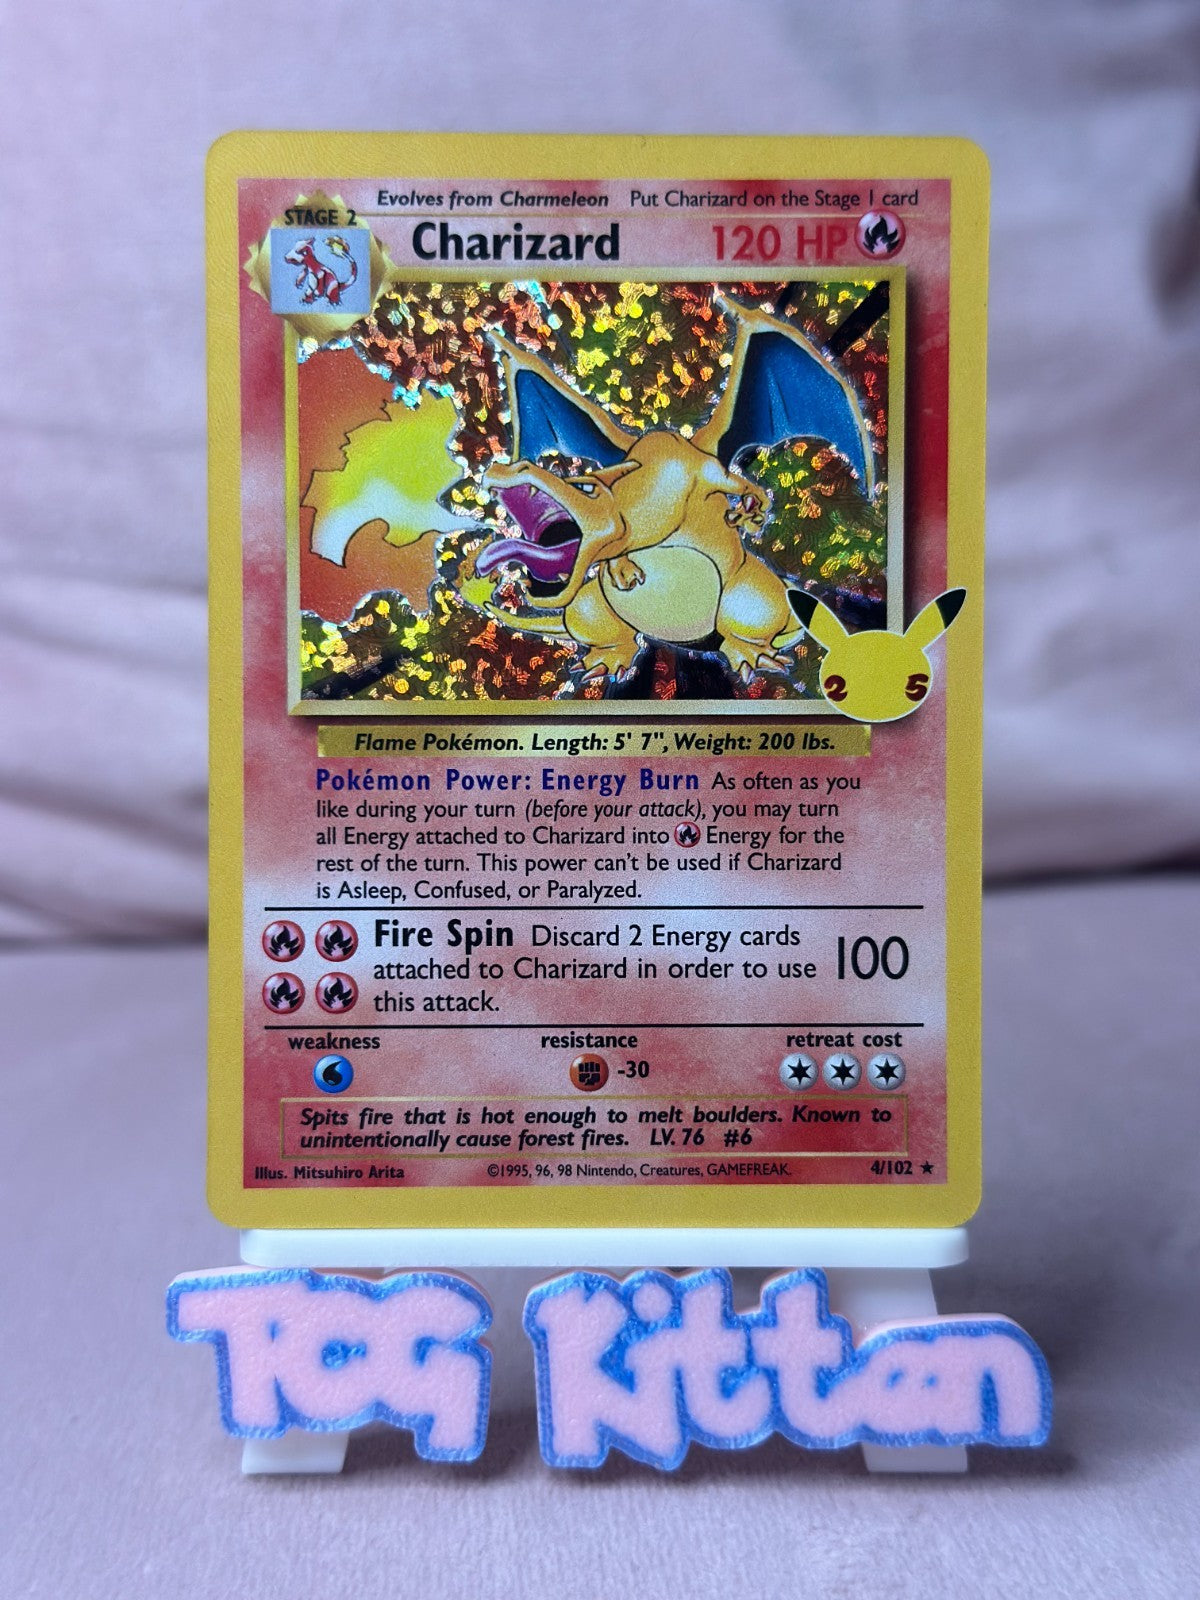 Evolves from Charmeleon Put Charizard on the Stage 1 card
STAGE 2
Charizard 120 HP
25
Flame Pokémon. Length: 5' 7", Weight: 200 lbs.
Pokémon Power: Energy Burn As often as you
like during your turn (before your attack), you may turn
all Energy attached to Charizard into Energy for the
rest of the turn. This power can't be used if Charizard
is Asleep, Confused, or Paralyzed.
Fire Spin Discard 2 Energy cards
attached to Charizard in order to use 100
this attack.
weakness resistance retreat cost
-30
Spits fire that is hot enough to melt boulders. Known to
unintentionally cause forest fires. LV. 76 #6
Illus. Mitsuhiro Arita ©1995, 96, 98 Nintendo, Creatures, GAMEFREAK. 4/102 ★
TCG Kitten